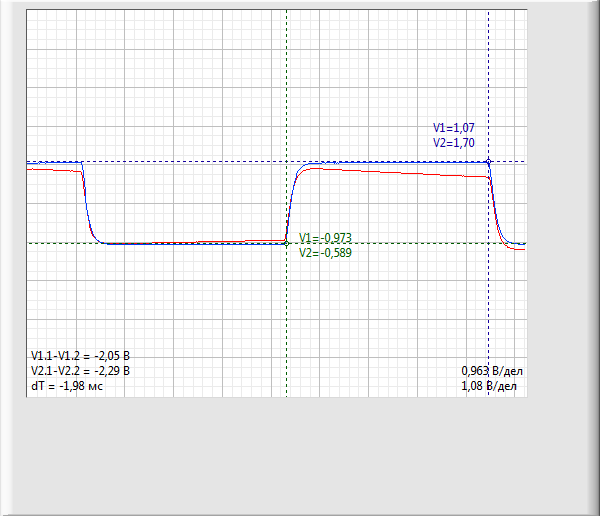 V1=1,07
V2=1,70
V1=-0,973
V2=-0,589
V1.1-V1.2 = -2,05 В
V2.1-V2.2 = -2,29 В
dT = -1,98 мс
0,963 В/дел
1,08 В/дел